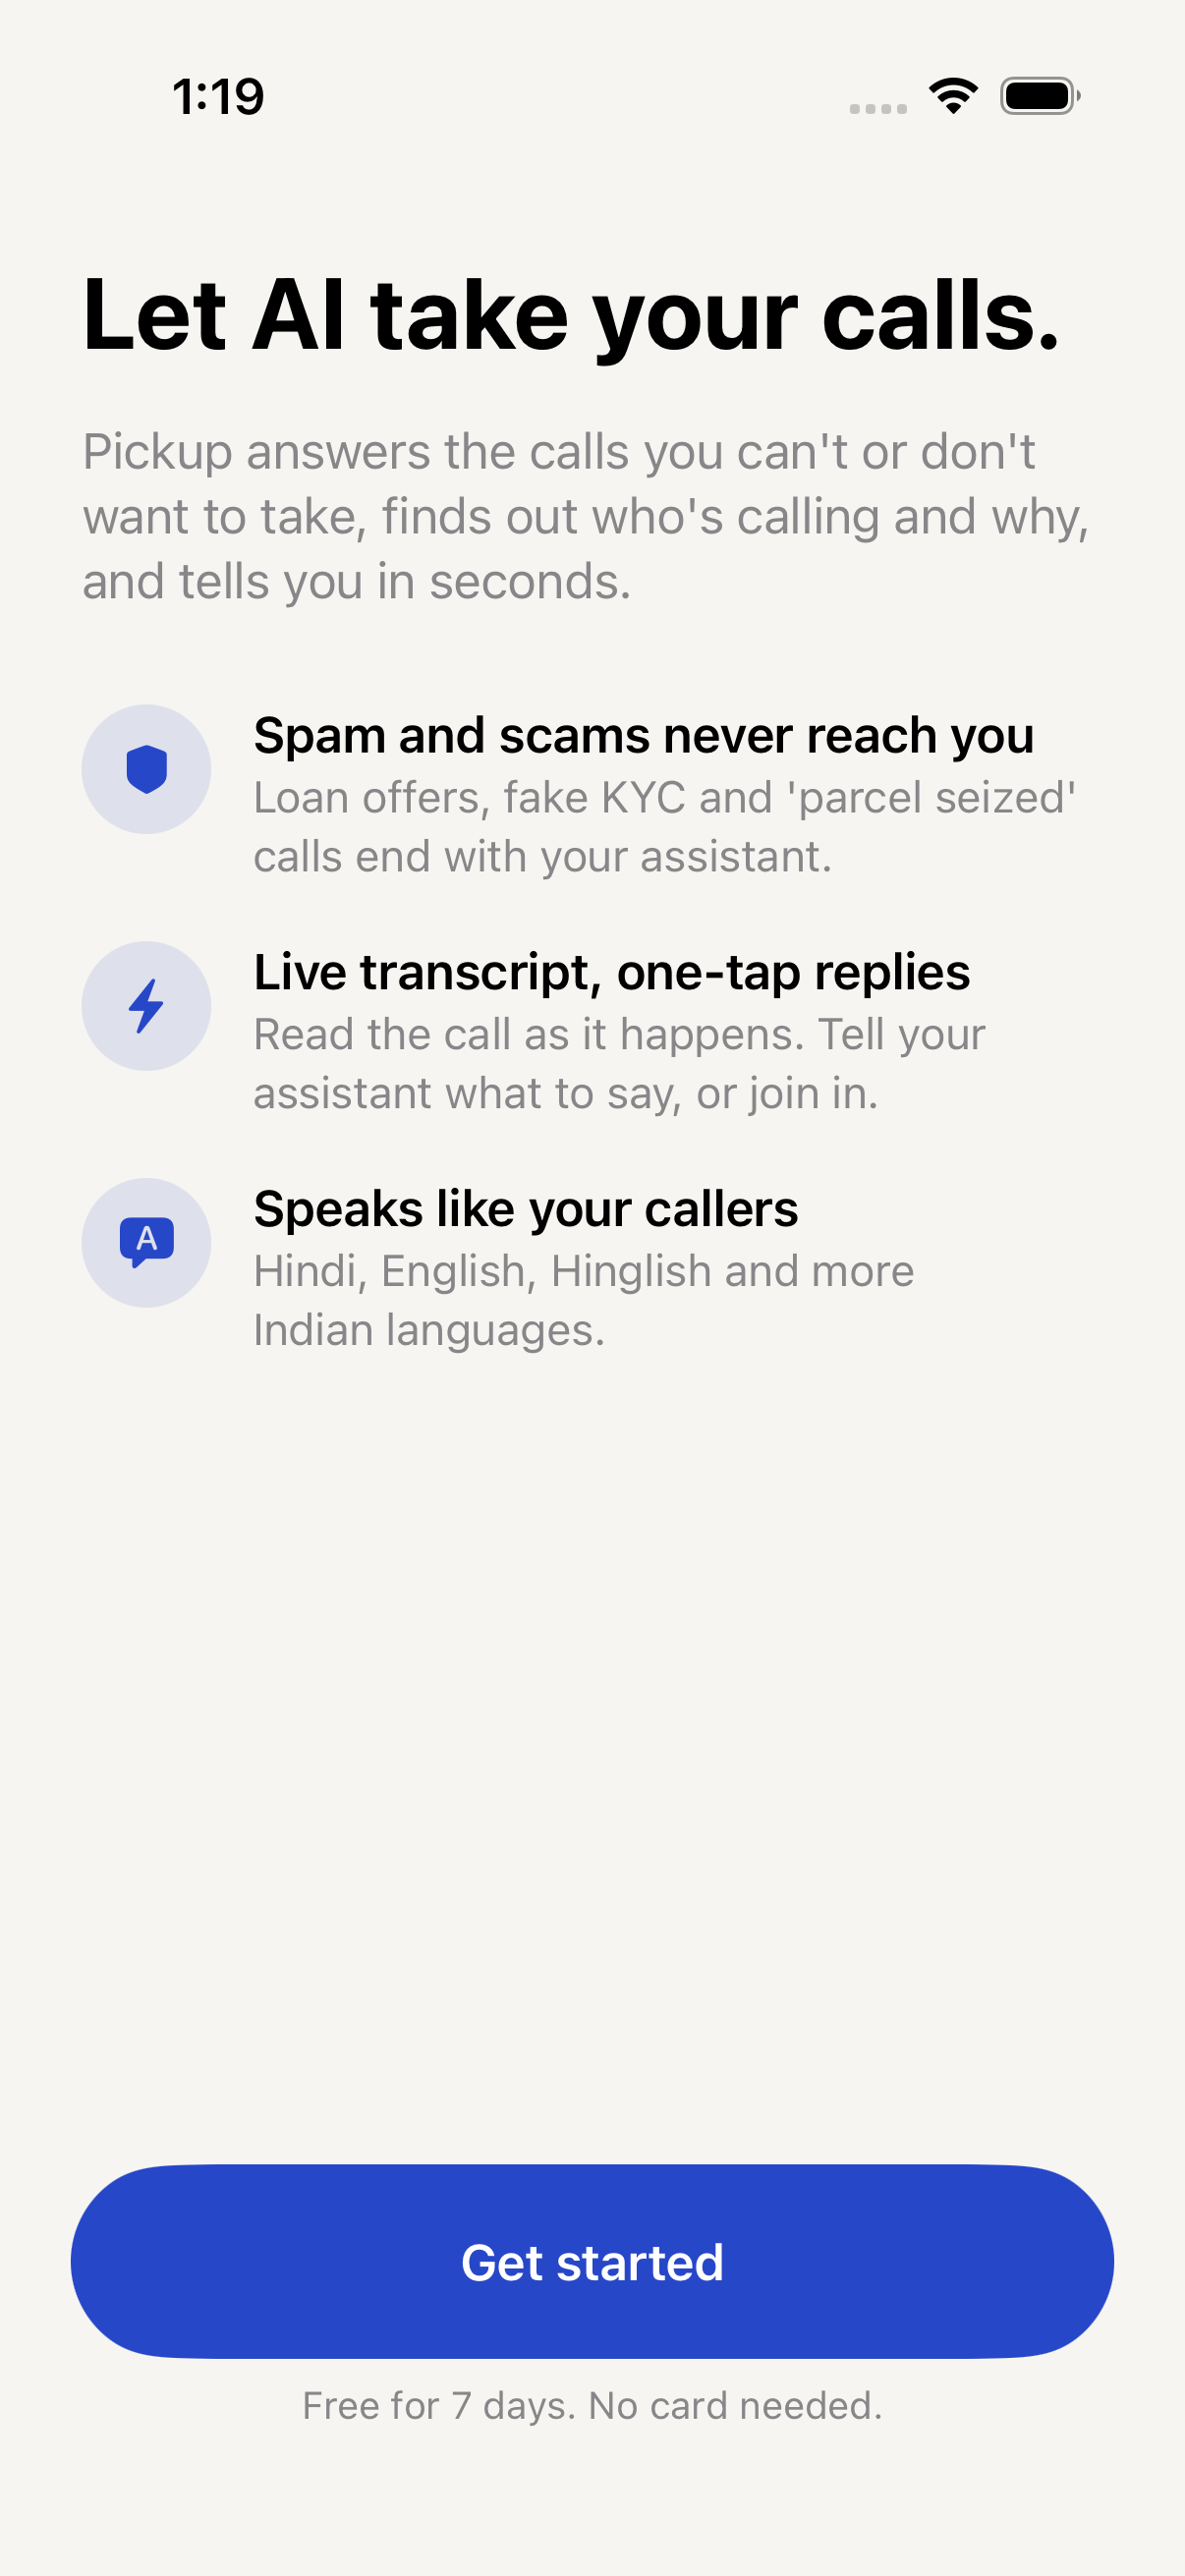 1:19
Let AI take your calls.
Pickup answers the calls you can't or don't
want to take, finds out who's calling and why,
and tells you in seconds.
Spam and scams never reach you
Loan offers, fake KYC and 'parcel seized'
calls end with your assistant.
Live transcript, one-tap replies
Read the call as it happens. Tell your
assistant what to say, or join in.
A
Speaks like your callers
Hindi, English, Hinglish and more
Indian languages.
Get started
Free for 7 days. No card needed.